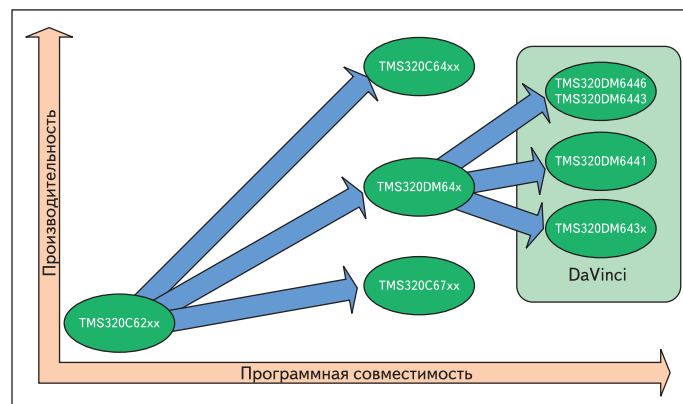 Производительность
TMS320C64xx
TMS320DM6446
TMS320DM6443
TMS320DM6441
TMS320DM64x
TMS320DM643x
DaVinci
TMS320C67xx
TMS320C62xx
Программная совместимость